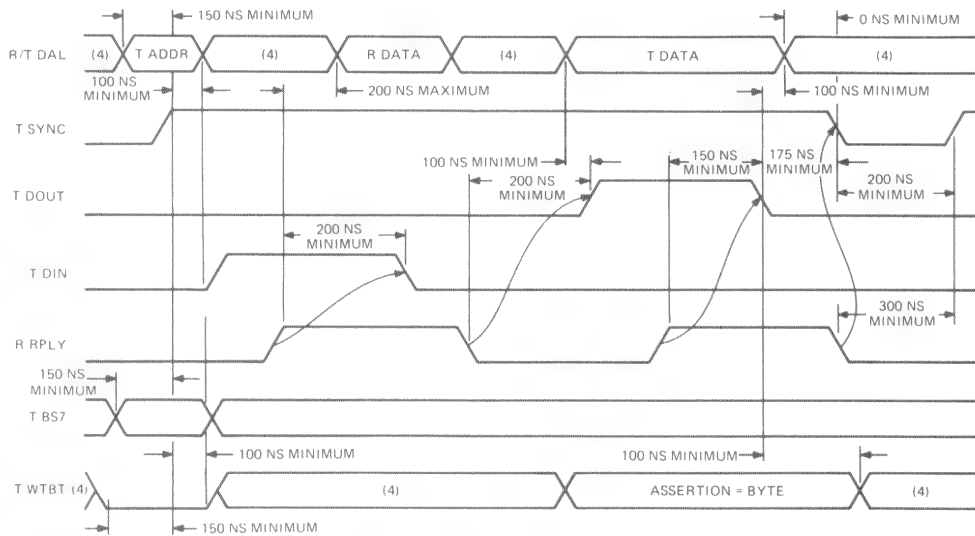 150 NS MINIMUM
0 NS MINIMUM
R/T DAL
(4)
T ADDR
(4)
R DATA
(4)
T DATA
(4)
100 NS
MINIMUM
200 NS MAXIMUM
100 NS MINIMUM
T SYNC
100 NS MINIMUM
150 NS
MINIMUM
175 NS
MINIMUM
200 NS
MINIMUM
200 NS
MINIMUM
T DOUT
200 NS
MINIMUM
T DIN
300 NS
MINIMUM
R RPLY
150 NS
MINIMUM
T BS7
100 NS MINIMUM
100 NS MINIMUM
T WTBT
(4)
(4)
ASSERTION = BYTE
(4)
150 NS MINIMUM